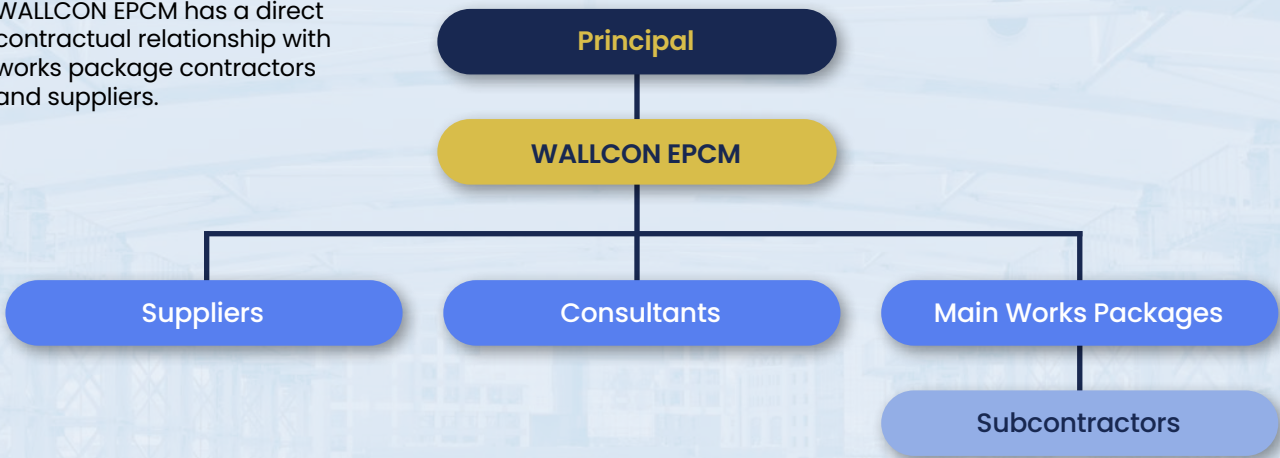 WALLCON EPCM has a direct
contractual relationship with
works package contractors
and suppliers.
Principal
WALLCON EPCM
Suppliers
Consultants
Main Works Packages
Subcontractors